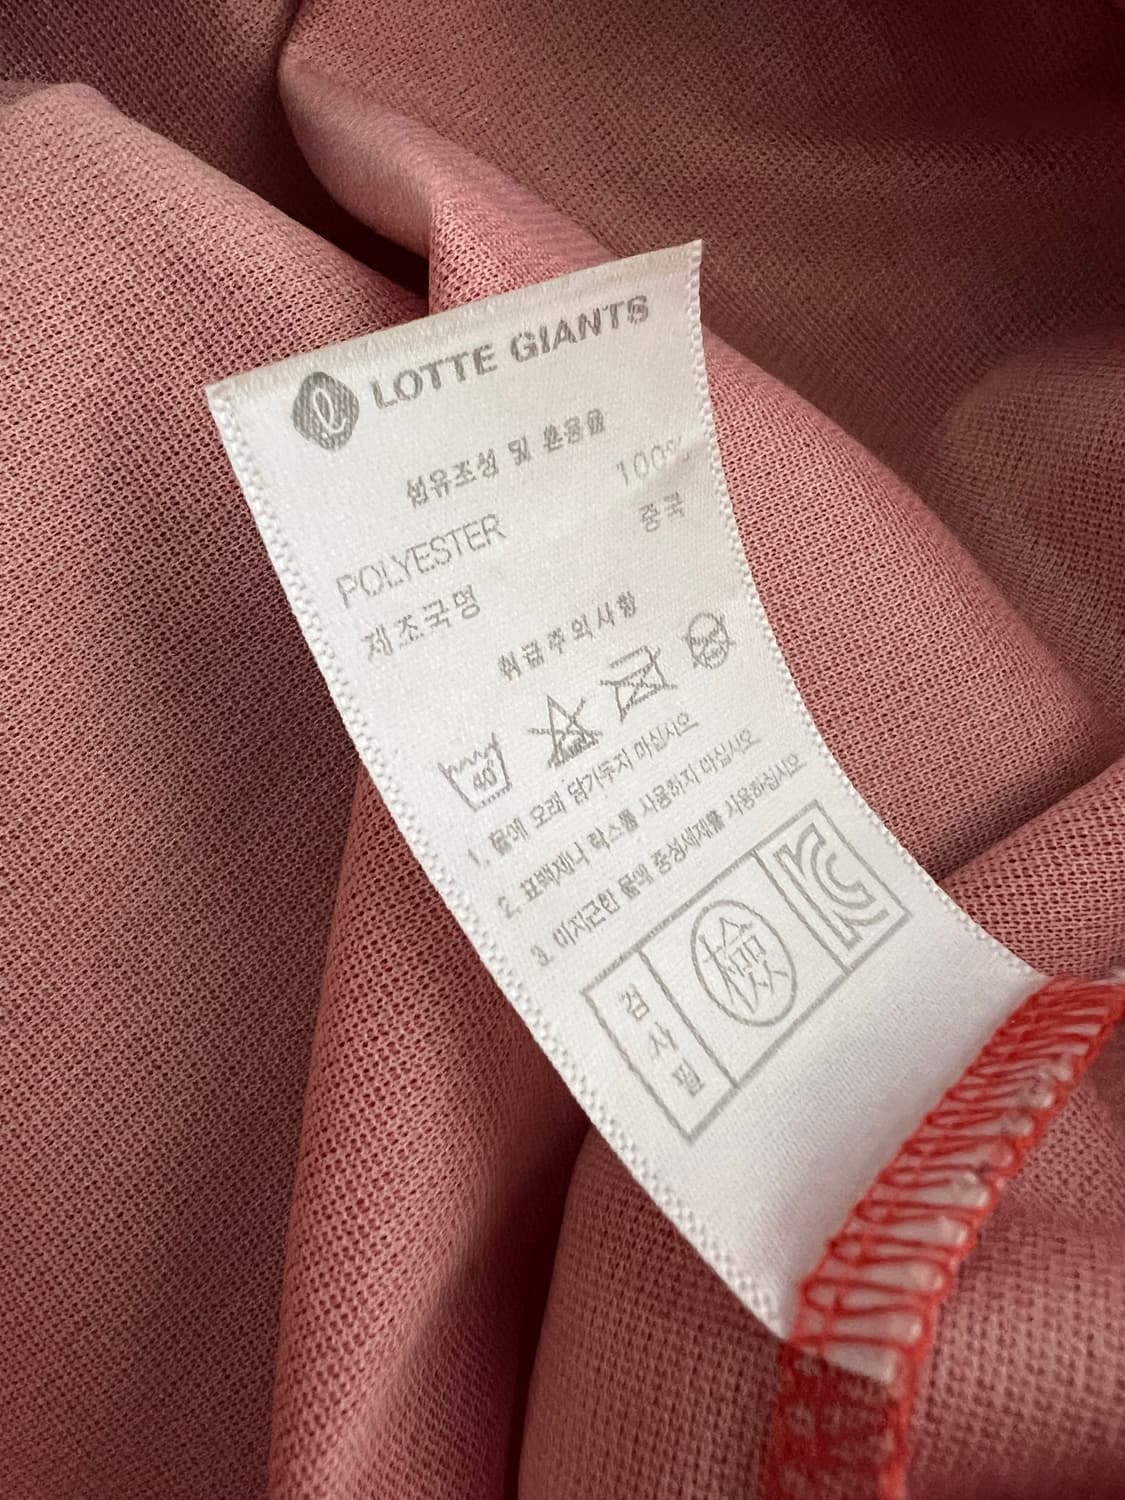 LOTTE GIANTS
섬유조성 및 혼용율
POLYESTER 100%
제조국명 중국
취급주의사항
40
1. 물에 오래 담가두지 마십시오
2. 표백제나 락스를 사용하지 마십시오
3. 미지근한 물에 중성세제를 사용하십시오
검사필 檢 KC